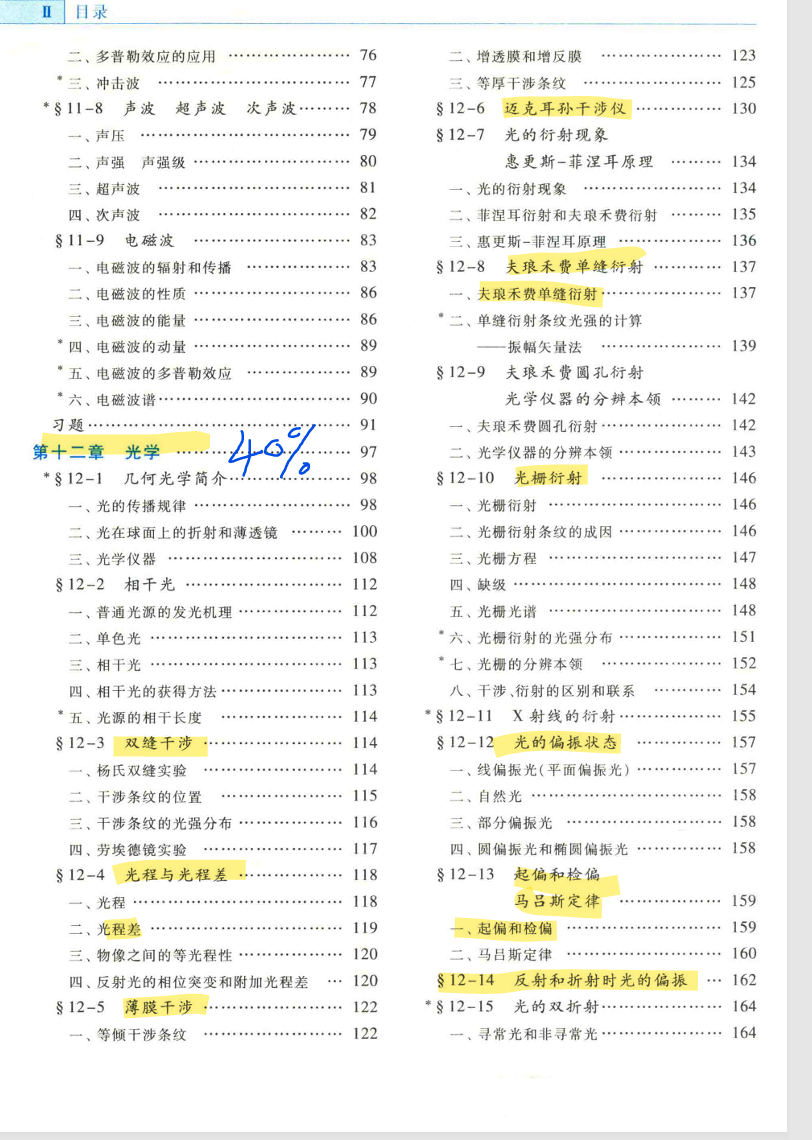 Ⅱ 目录
二、多普勒效应的应用 ………………… 76
*三、冲击波 ………………………… 77
*§11-8 声波 超声波 次声波……… 78
一、声压 …………………………… 79
二、声强 声强级 …………………… 80
三、超声波 ………………………… 81
四、次声波 ………………………… 82
§11-9 电磁波 …………………… 83
一、电磁波的辐射和传播 …………… 83
二、电磁波的性质 ………………… 86
三、电磁波的能量 ………………… 86
*四、电磁波的动量 ………………… 89
*五、电磁波的多普勒效应 …………… 89
*六、电磁波谱 ……………………… 90
习题 ………………………………… 91
第十二章 光学 …………………… 97
40%
*§12-1 几何光学简介 …………… 98
一、光的传播规律 ………………… 98
二、光在球面上的折射和薄透镜 ……… 100
三、光学仪器 ……………………… 108
§12-2 相干光 …………………… 112
一、普通光源的发光机理 …………… 112
二、单色光 ………………………… 113
三、相干光 ………………………… 113
四、相干光的获得方法 ……………… 113
*五、光源的相干长度 ……………… 114
§12-3 双缝干涉 ………………… 114
一、杨氏双缝实验 ………………… 114
二、干涉条纹的位置 ……………… 115
三、干涉条纹的光强分布 …………… 116
四、劳埃德镜实验 ………………… 117
§12-4 光程与光程差 …………… 118
一、光程 …………………………… 118
二、光程差 ………………………… 119
三、物像之间的等光程性 …………… 120
四、反射光的相位突变和附加光程差 … 120
§12-5 薄膜干涉 ………………… 122
一、等倾干涉条纹 ………………… 122
二、增透膜和增反膜 ……………… 123
三、等厚干涉条纹 ………………… 125
§12-6 迈克耳孙干涉仪 ………… 130
§12-7 光的衍射现象
惠更斯-菲涅耳原理 ……… 134
一、光的衍射现象 ………………… 134
二、菲涅耳衍射和夫琅禾费衍射 ……… 135
三、惠更斯-菲涅耳原理 …………… 136
§12-8 夫琅禾费单缝衍射 ……… 137
一、夫琅禾费单缝衍射 …………… 137
*二、单缝衍射条纹光强的计算
——振幅矢量法 ……………… 139
§12-9 夫琅禾费圆孔衍射
光学仪器的分辨本领 ……… 142
一、夫琅禾费圆孔衍射 …………… 142
二、光学仪器的分辨本领 …………… 143
§12-10 光栅衍射 ……………… 146
一、光栅衍射 ……………………… 146
二、光栅衍射条纹的成因 …………… 146
三、光栅方程 ……………………… 147
四、缺级 …………………………… 148
五、光栅光谱 ……………………… 148
*六、光栅衍射的光强分布 ………… 151
*七、光栅的分辨本领 ……………… 152
八、干涉、衍射的区别和联系 ……… 154
*§12-11 X射线的衍射 ………… 155
§12-12 光的偏振状态 ………… 157
一、线偏振光(平面偏振光) ………… 157
二、自然光 ………………………… 158
三、部分偏振光 …………………… 158
四、圆偏振光和椭圆偏振光 ………… 158
§12-13 起偏和检偏
马吕斯定律 ……………… 159
一、起偏和检偏 …………………… 159
二、马吕斯定律 …………………… 160
§12-14 反射和折射时光的偏振 … 162
*§12-15 光的双折射 …………… 164
一、寻常光和非寻常光 …………… 164